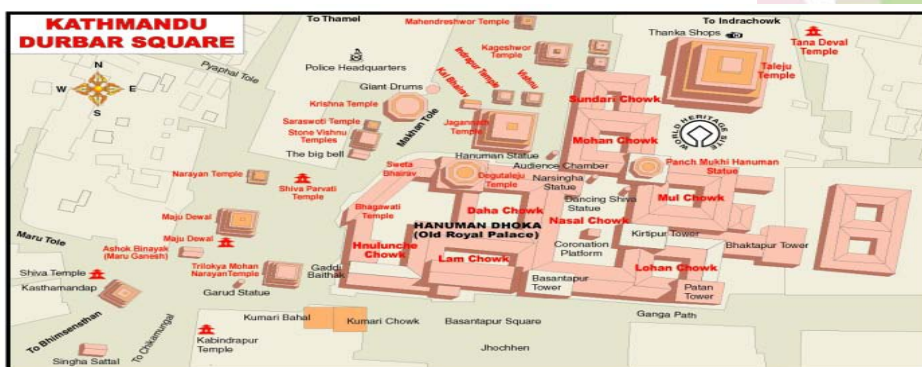 KATHMANDU
DURBAR SQUARE
N
W E
S
To Thamel
Mahendreshwor Temple
To Indrachowk
Thanka Shops
Tana Deval
Temple
Pyaphal Tole
Police Headquarters
Kageshwor
Temple
Taleju
Temple
Indrapur Temple
Vishnu
Kal Bhairav
Giant Drums
Krishna Temple
Makhan Tole
Sundari Chowk
Saraswoti Temple
Stone Vishnu
Temples
Jagannath
Temple
Mohan Chowk
WORLD HERITAGE SITE
The big bell
Hanuman Statue
Audience Chamber
Sweta
Bhairav
Degutaleju
Temple
Narsingha
Statue
Panch Mukhi Hanuman
Statue
Narayan Temple
Shiva Parvati
Temple
Dancing Shiva
Statue
Mul Chowk
Bhagawati Temple
Daha Chowk
Nasal Chowk
Maju Dewal
HANUMAN DHOKA
(Old Royal Palace)
Kirtipur Tower
Maru Tole
Maju Dewal
Ashok Binayak
(Maru Ganesh)
Hnulunche
Chowk
Coronation
Platform
Bhaktapur Tower
Trilokya Mohan
NarayanTemple
Gaddi
Baithak
Lam Chowk
Lohan Chowk
Shiva Temple
Kasthamandap
Garud Statue
Basantapur
Tower
Patan
Tower
To Bhimsensthan
To Chikamungal
Kumari Bahal
Kumari Chowk
Basantapur Square
Ganga Path
Kabindrapur
Temple
Jhochhen
Singha Sattal